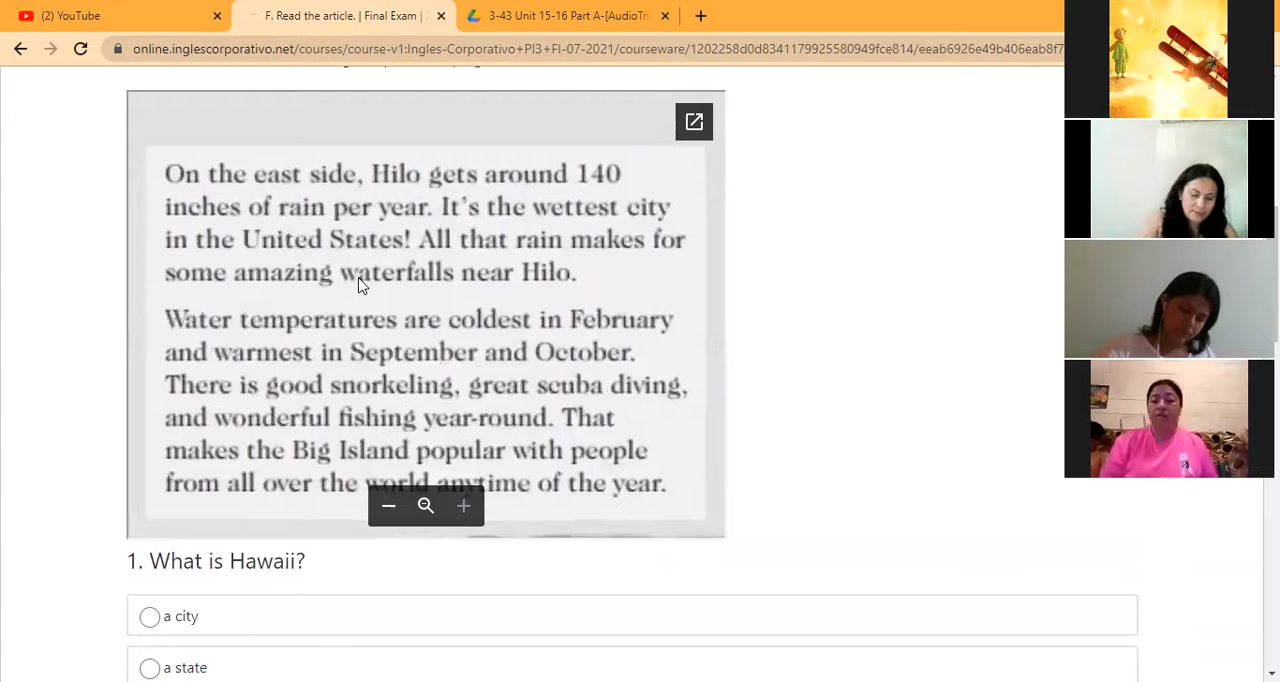 (2) YouTube
F. Read the article. | Final Exam |
3-43 Unit 15-16 Part A-[AudioTri
online.inglescorporativo.net/courses/course-v1:Ingles-Corporativo+PI3+FI-07-2021/courseware/1202258d0d8341179925580949fce814/eeab6926e49b406eab8f7
On the east side, Hilo gets around 140
inches of rain per year. It's the wettest city
in the United States! All that rain makes for
some amazing waterfalls near Hilo.
Water temperatures are coldest in February
and warmest in September and October.
There is good snorkeling, great scuba diving,
and wonderful fishing year-round. That
makes the Big Island popular with people
from all over the world anytime of the year.
1. What is Hawaii?
a city
a state